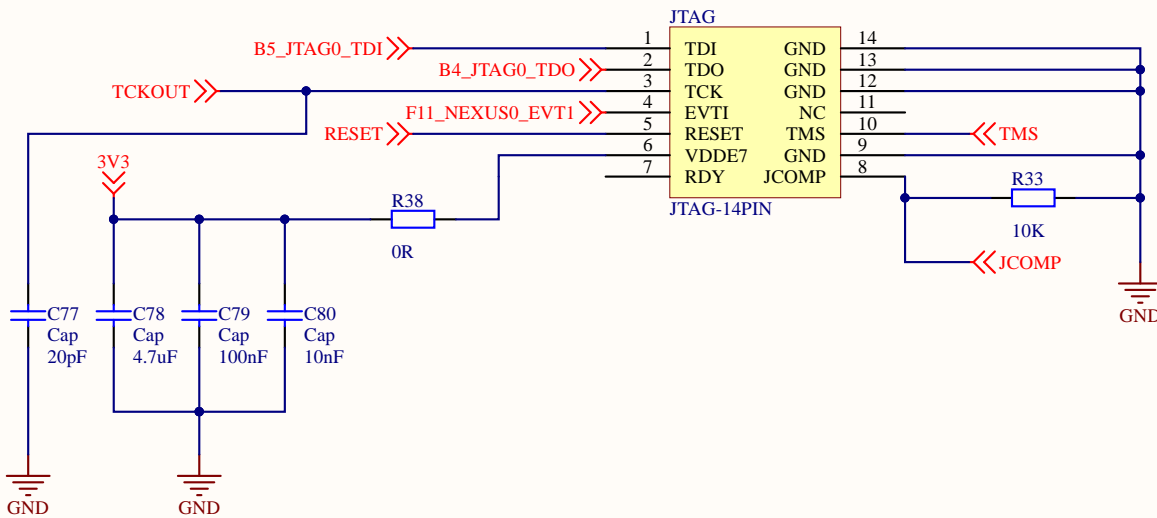 JTAG
B5_JTAG0_TDI
1
TDI
GND
14
B4_JTAG0_TDO
2
TDO
GND
13
TCKOUT
3
TCK
GND
12
F11_NEXUS0_EVT1
4
EVTI
NC
11
RESET
5
RESET
TMS
10
TMS
6
VDDE7
GND
9
7
RDY
JCOMP
8
JTAG-14PIN
3V3
R38
0R
R33
10K
JCOMP
GND
C77
Cap
20pF
C78
Cap
4.7uF
C79
Cap
100nF
C80
Cap
10nF
GND
GND